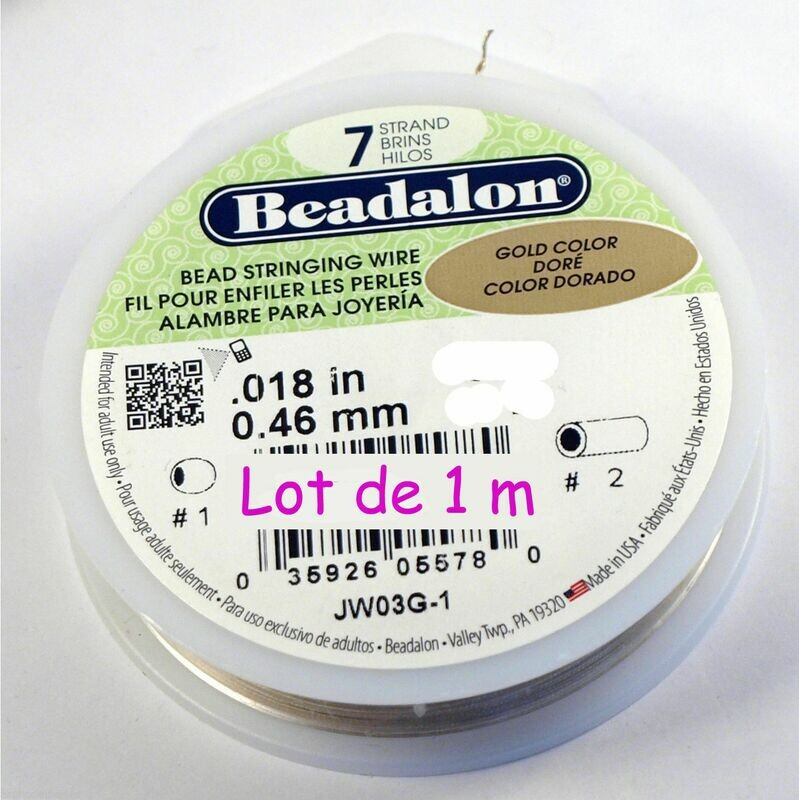 7 STRAND
BRINS
HILOS
Beadalon®
BEAD STRINGING WIRE
FIL POUR ENFILER LES PERLES
ALAMBRE PARA JOYERÍA
GOLD COLOR
DORÉ
COLOR DORADO
.018 in
0.46 mm
Lot de 1 m
# 1
# 2
0 35926 05578 0
JW03G-1
Intended for adult use only • Pour usage adulte seulement • Para uso exclusivo de adultos • Beadalon • Valley Twp., PA 19320 Made in USA • Fabriqué aux États-Unis • Hecho en Estados Unidos